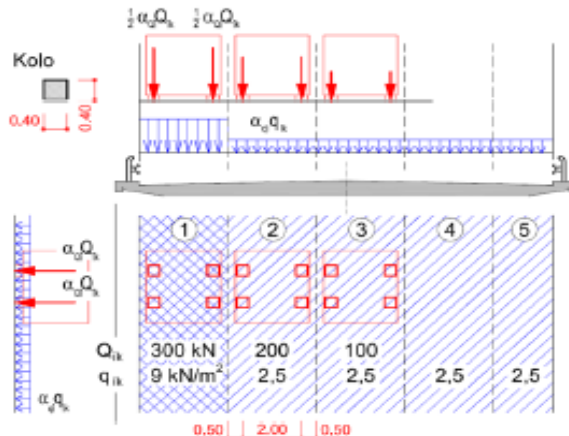 ½ α_Q Q_k ½ α_Q Q_k
Kolo
0.40
0.40
α_q q_k
1 2 3 4 5
α_Q Q_k
α_Q Q_k
Q_ik 300 kN 200 100
q_ik 9 kN/m² 2,5 2,5 2,5 2,5
α_q q_k
0.50 2.00 0.50